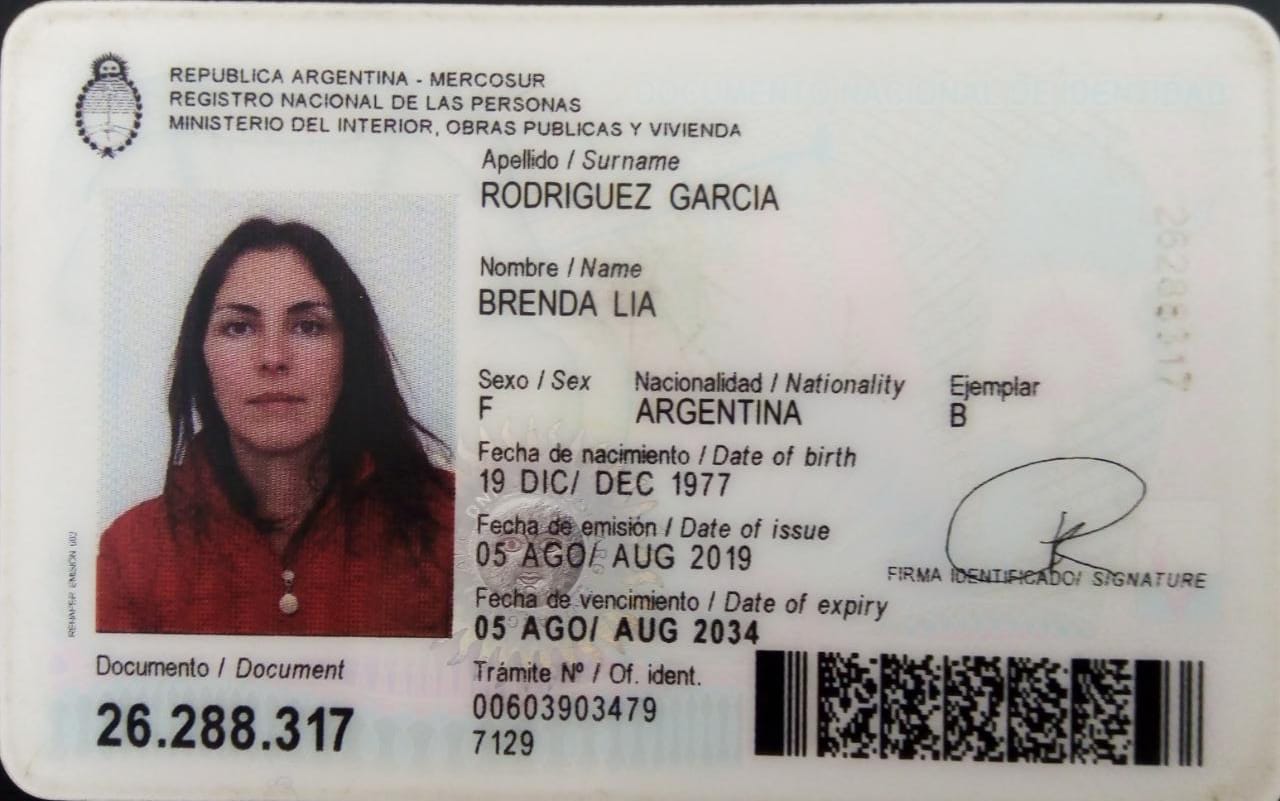 REPUBLICA ARGENTINA - MERCOSUR
REGISTRO NACIONAL DE LAS PERSONAS
MINISTERIO DEL INTERIOR, OBRAS PUBLICAS Y VIVIENDA
DOCUMENTO NACIONAL DE IDENTIDAD
Apellido / Surname
RODRIGUEZ GARCIA
Nombre / Name
BRENDA LIA
Sexo / Sex Nacionalidad / Nationality Ejemplar
F ARGENTINA B
Fecha de nacimiento / Date of birth
19 DIC/ DEC 1977
Fecha de emisión / Date of issue
05 AGO/ AUG 2019
FIRMA IDENTIFICADO/ SIGNATURE
Fecha de vencimiento / Date of expiry
05 AGO/ AUG 2034
Documento / Document
26.288.317
Trámite Nº / Of. ident.
00603903479
7129
26288317